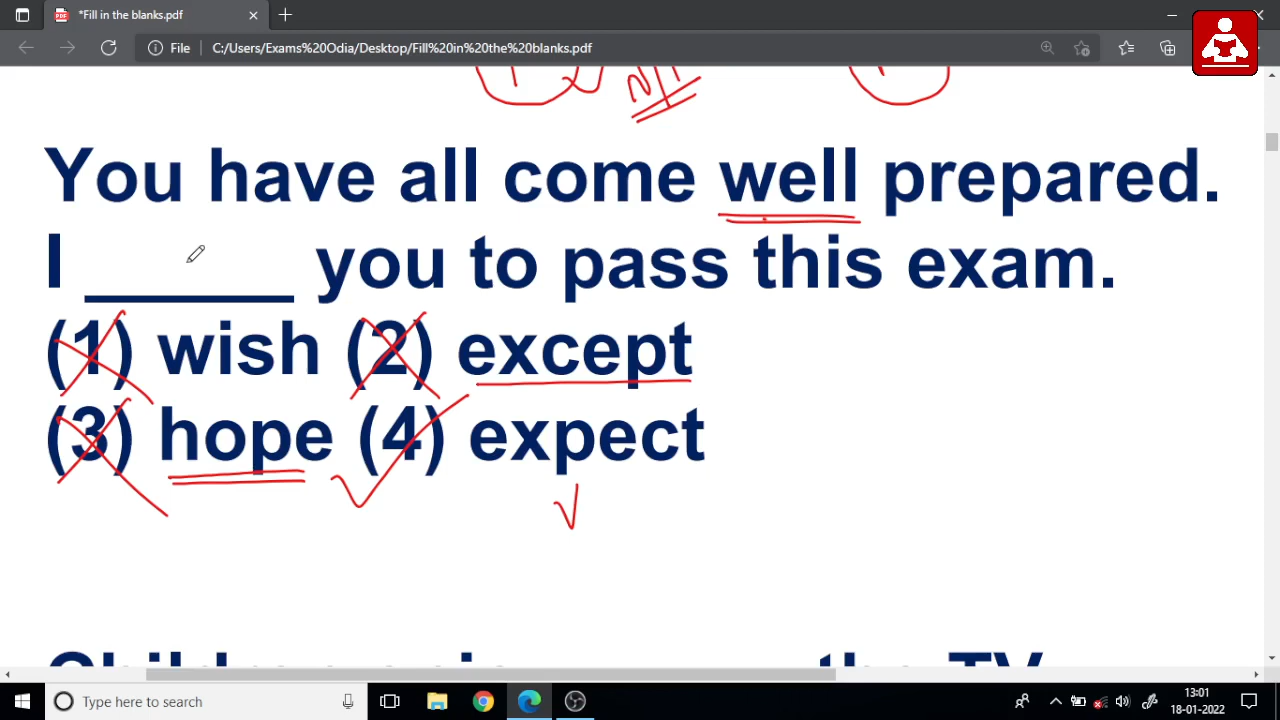 *Fill in the blanks.pdf
File C:/Users/Exams%20Odia/Desktop/Fill%20in%20the%20blanks.pdf
You have all come well prepared.
I ______ you to pass this exam.
(1) wish (2) except
(3) hope (4) expect
the TV
Type here to search
13:01
18-01-2022